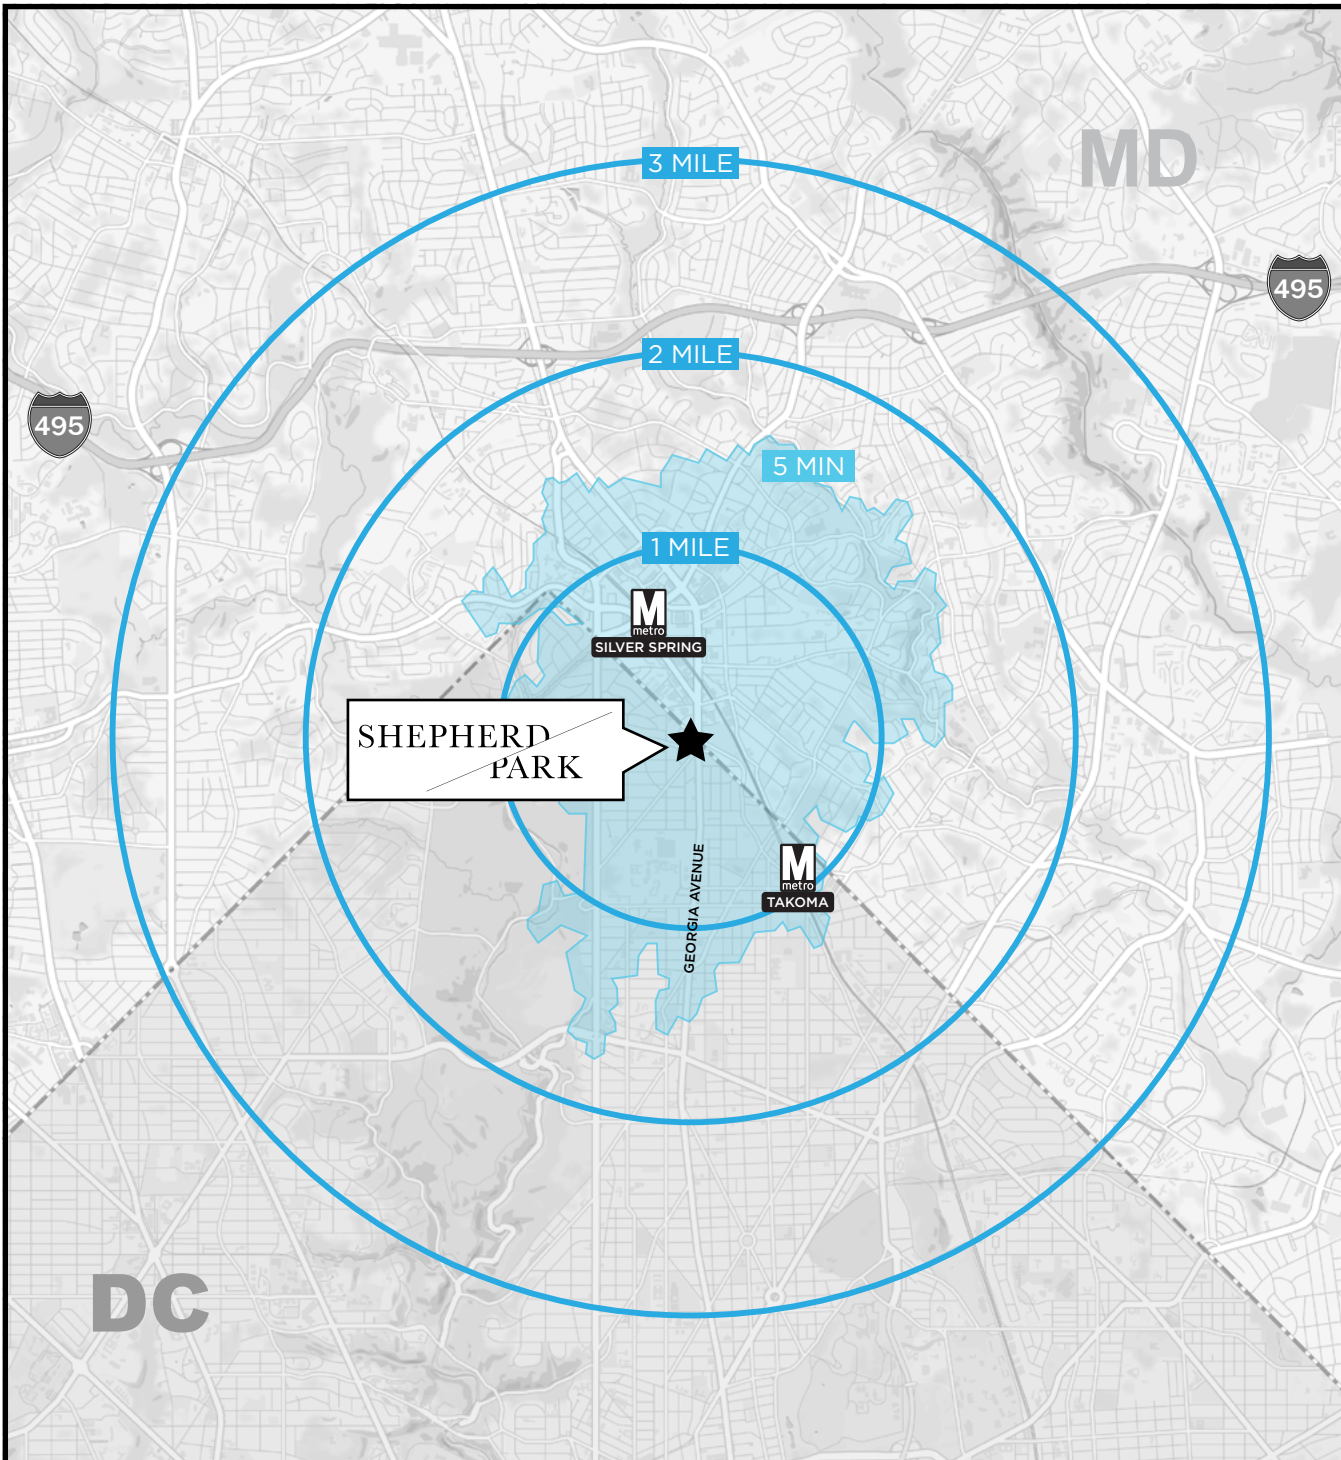 MD
3 MILE
495
2 MILE
495
5 MIN
1 MILE
M
metro
SILVER SPRING
SHEPHERD
PARK
GEORGIA AVENUE
M
metro
TAKOMA
DC